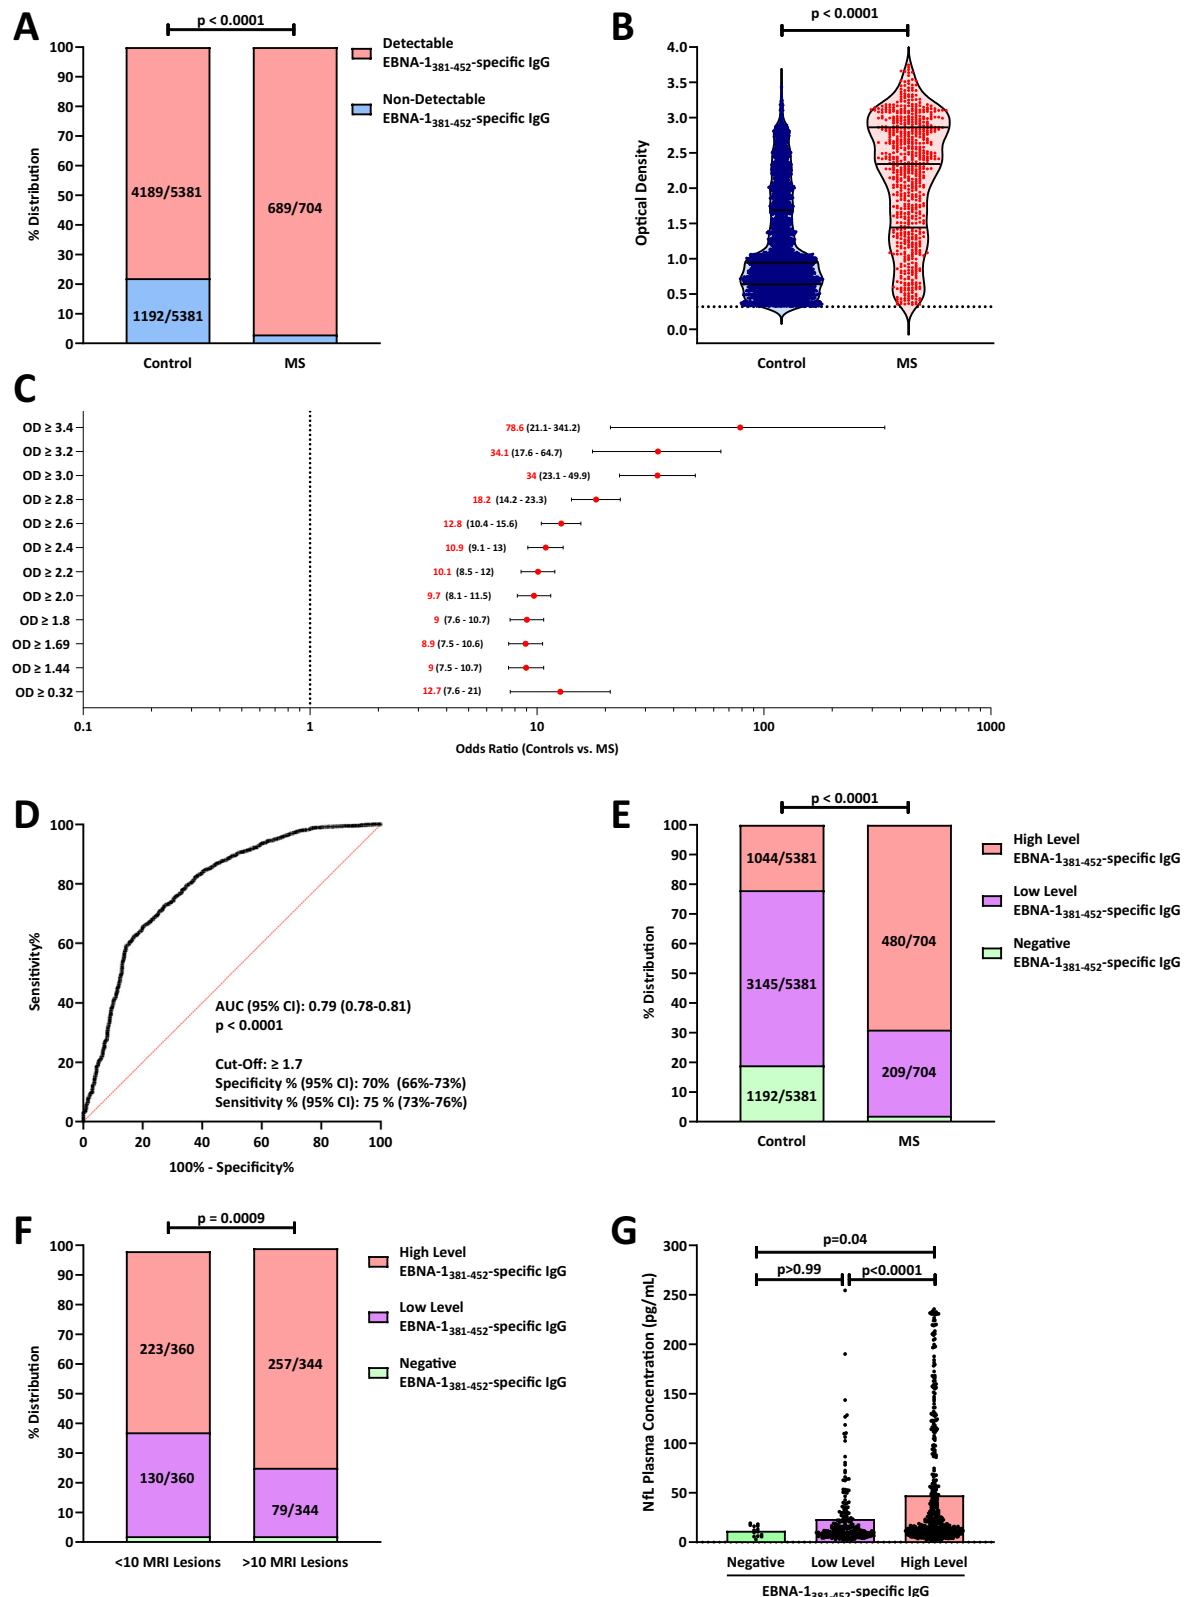 A
p < 0.0001
100
90
80
70
60
50
40
30
20
10
0
% Distribution
4189/5381
1192/5381
689/704
Control
MS
Detectable
EBNA-1381-452-specific IgG
Non-Detectable
EBNA-1381-452-specific IgG
B
p < 0.0001
4.0
3.0
2.5
2.0
1.5
1.0
0.5
0.0
Optical Density
Control
MS
C
OD ≥ 3.4
78.6 (21.1- 341.2)
OD ≥ 3.2
34.1 (17.6 - 64.7)
OD ≥ 3.0
34 (23.1 - 49.9)
OD ≥ 2.8
18.2 (14.2 - 23.3)
OD ≥ 2.6
12.8 (10.4 - 15.6)
OD ≥ 2.4
10.9 (9.1 - 13)
OD ≥ 2.2
10.1 (8.5 - 12)
OD ≥ 2.0
9.7 (8.1 - 11.5)
OD ≥ 1.8
9 (7.6 - 10.7)
OD ≥ 1.69
8.9 (7.5 - 10.6)
OD ≥ 1.44
9 (7.5 - 10.7)
OD ≥ 0.32
12.7 (7.6 - 21)
0.1
1
10
100
1000
Odds Ratio (Controls vs. MS)
D
100
80
60
40
20
0
Sensitivity%
AUC (95% CI): 0.79 (0.78-0.81)
p < 0.0001
Cut-Off: ≥ 1.7
Specificity % (95% CI): 70% (66%-73%)
Sensitivity % (95% CI): 75 % (73%-76%)
0
20
40
60
80
100
100% - Specificity%
E
p < 0.0001
100
90
80
70
60
50
40
30
20
10
0
% Distribution
1044/5381
3145/5381
1192/5381
480/704
209/704
Control
MS
High Level
EBNA-1381-452-specific IgG
Low Level
EBNA-1381-452-specific IgG
Negative
EBNA-1381-452-specific IgG
F
p = 0.0009
100
90
80
70
60
50
40
30
20
10
0
% Distribution
223/360
130/360
257/344
79/344
<10 MRI Lesions
>10 MRI Lesions
High Level
EBNA-1381-452-specific IgG
Low Level
EBNA-1381-452-specific IgG
Negative
EBNA-1381-452-specific IgG
G
p=0.04
p>0.99
p<0.0001
300
250
200
150
100
50
0
NfL Plasma Concentration (pg/mL)
Negative
Low Level
High Level
EBNA-1381-452-specific IgG